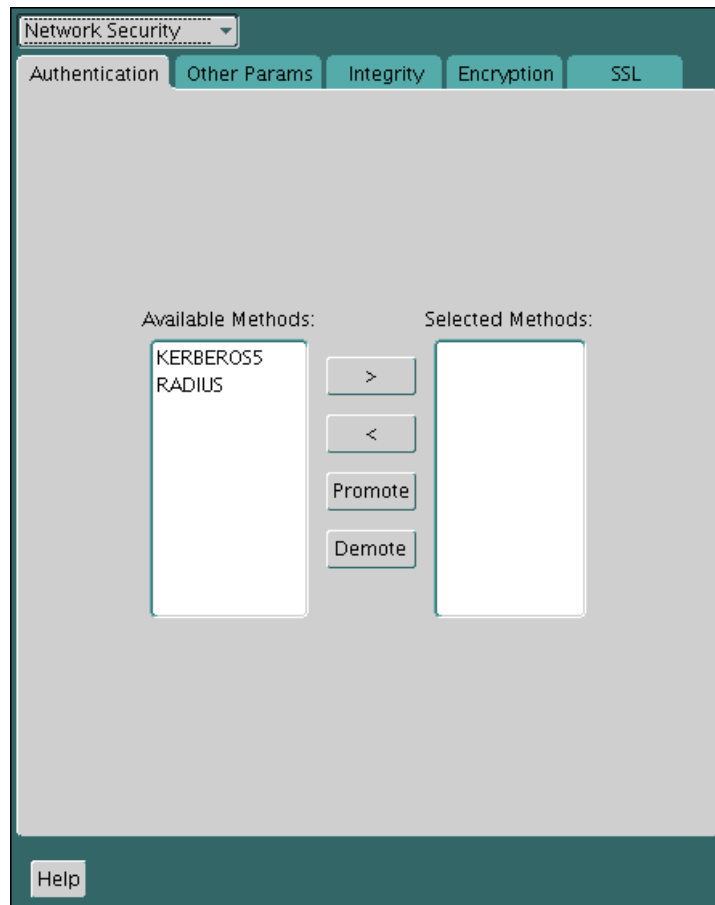 Network Security
Authentication Other Params Integrity Encryption SSL
Available Methods: Selected Methods:
KERBEROS5
RADIUS
>
<
Promote
Demote
Help